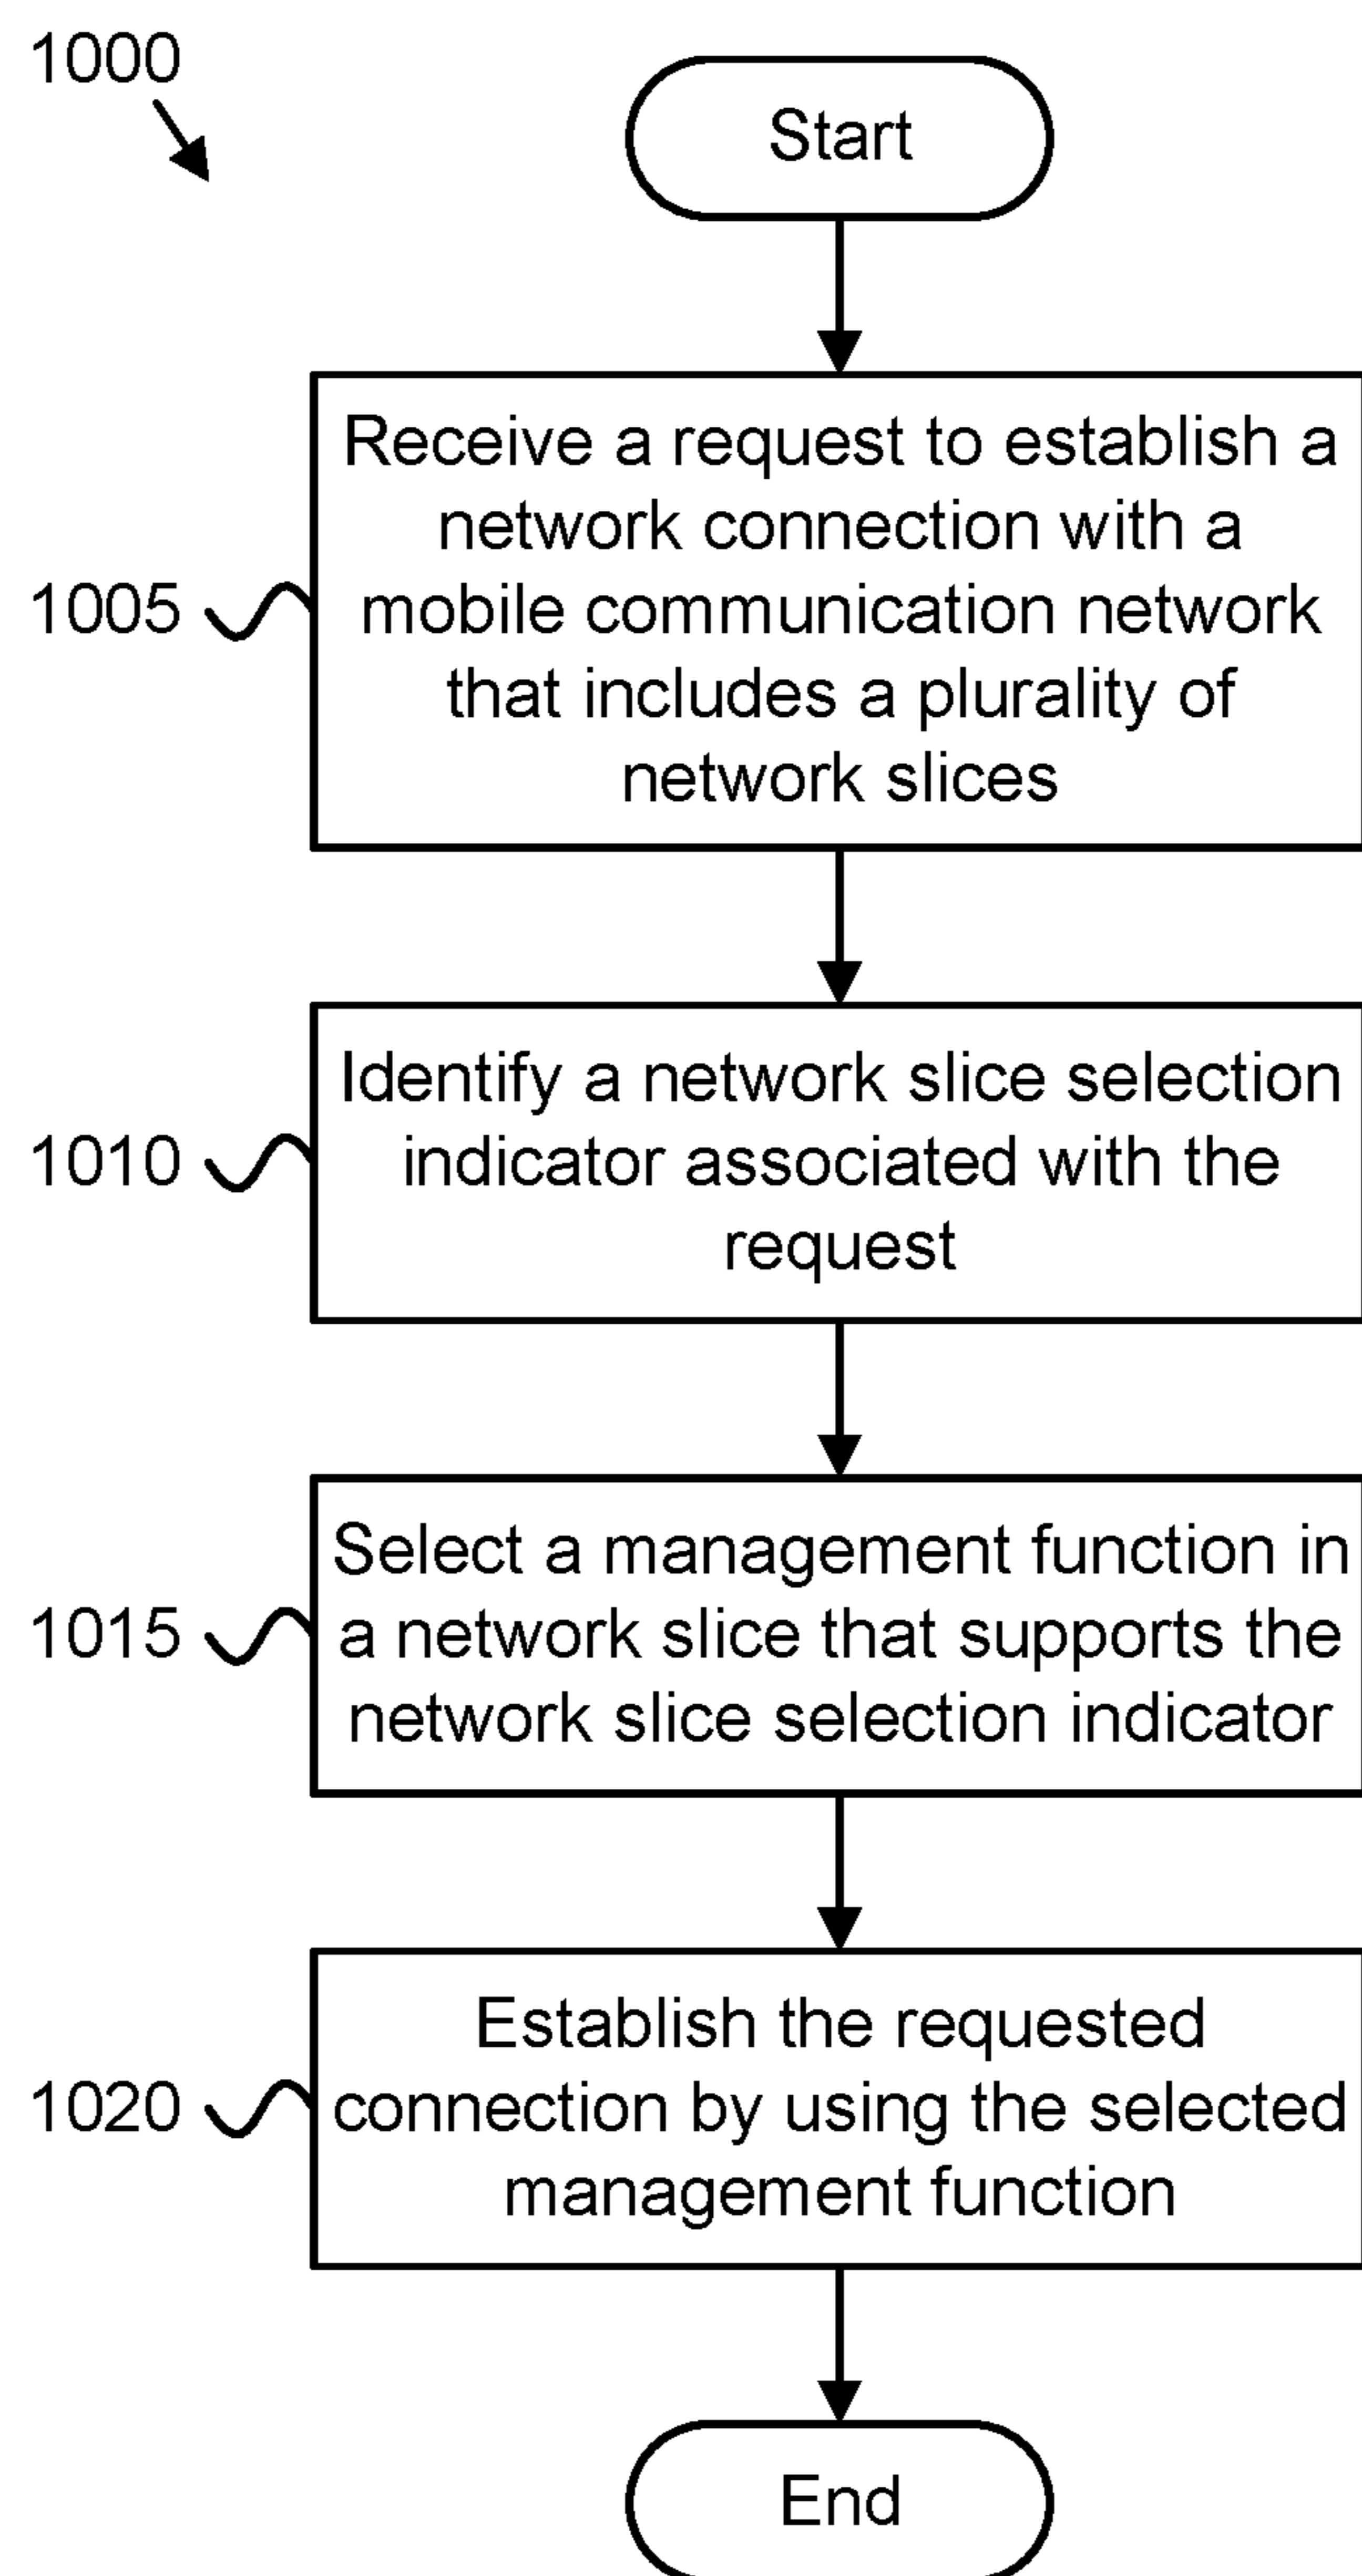 1000
Start
Receive a request to establish a
network connection with a
mobile communication network
that includes a plurality of
network slices
1005
Identify a network slice selection
indicator associated with the
request
1010
Select a management function in
a network slice that supports the
network slice selection indicator
1015
Establish the requested
connection by using the selected
management function
1020
End